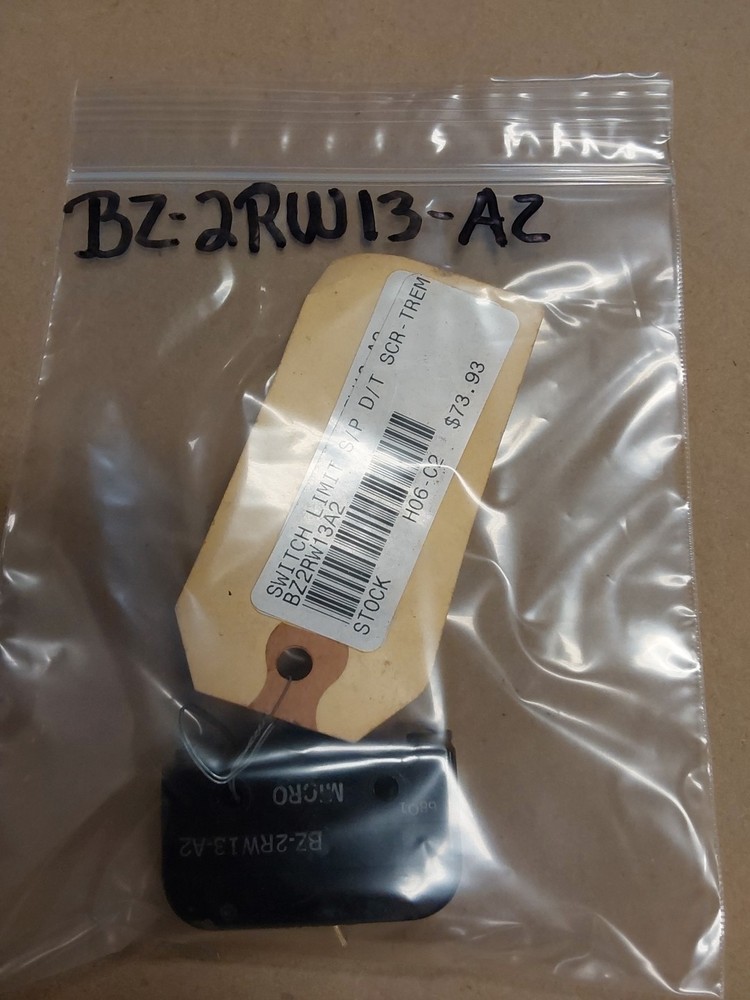 BZ-2RW13-A2
SWITCH LIMIT S/P D/T SCR-TREM
BZ2RW13A2
H06-C2 $73.93
STOCK
MICRO
BZ-2RW13-A2